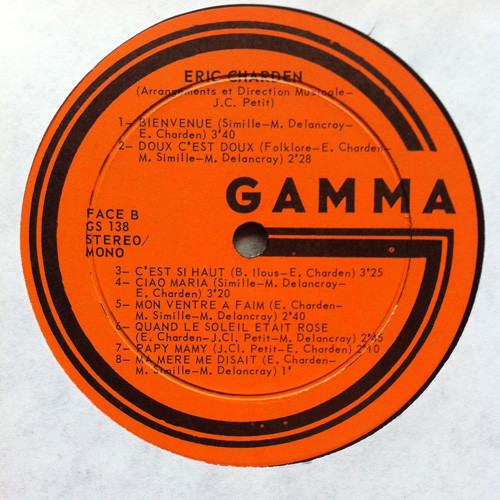 ERIC CHARDEN
(Arrangements et Direction Musicale-
J.C. Petit)
1- BIENVENUE (Simille-M. Delancray-
E. Charden) 3'40
2- DOUX C'EST DOUX (Folklore-E. Charden-
M. Simille-M. Delancray) 2'28
GAMMA
FACE B
GS 138
STEREO/
MONO
3- C'EST SI HAUT (B. Ilous-E. Charden) 3'25
4- CIAO MARIA (Simille-M. Delancray-
E. Charden) 3'20
5- MON VENTRE A FAIM (E. Charden-
M. Simille-M. Delancray) 2'40
6- QUAND LE SOLEIL ETAIT ROSE
(E. Charden-J.Cl. Petit-M. Delancray) 2'45
7- PAPY MAMY (J.Cl. Petit-E. Charden) 2'10
8- MA MERE ME DISAIT (E. Charden-
M. Simille-M. Delancray) 1'